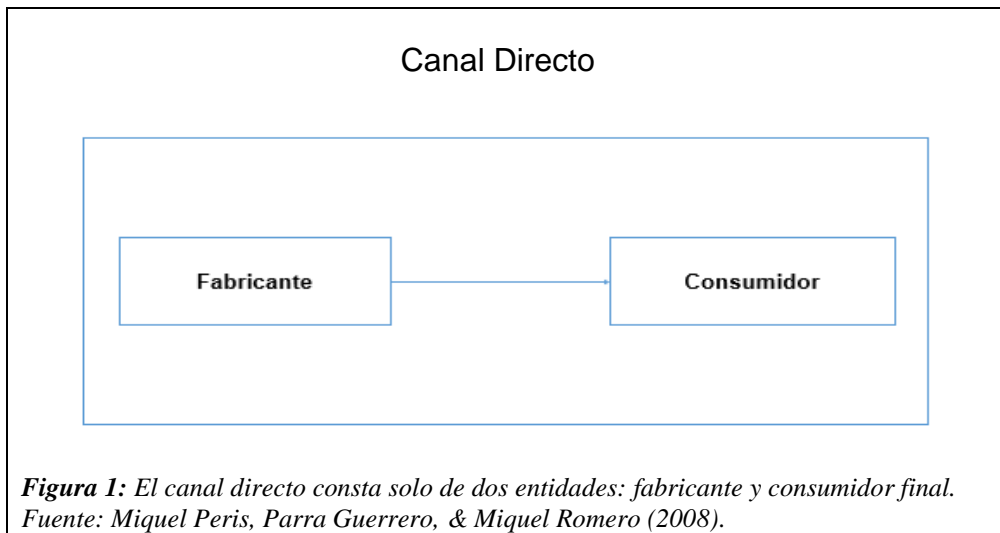 Canal Directo
Fabricante
Consumidor
Figura 1: El canal directo consta solo de dos entidades: fabricante y consumidor final.
Fuente: Miquel Peris, Parra Guerrero, & Miquel Romero (2008).